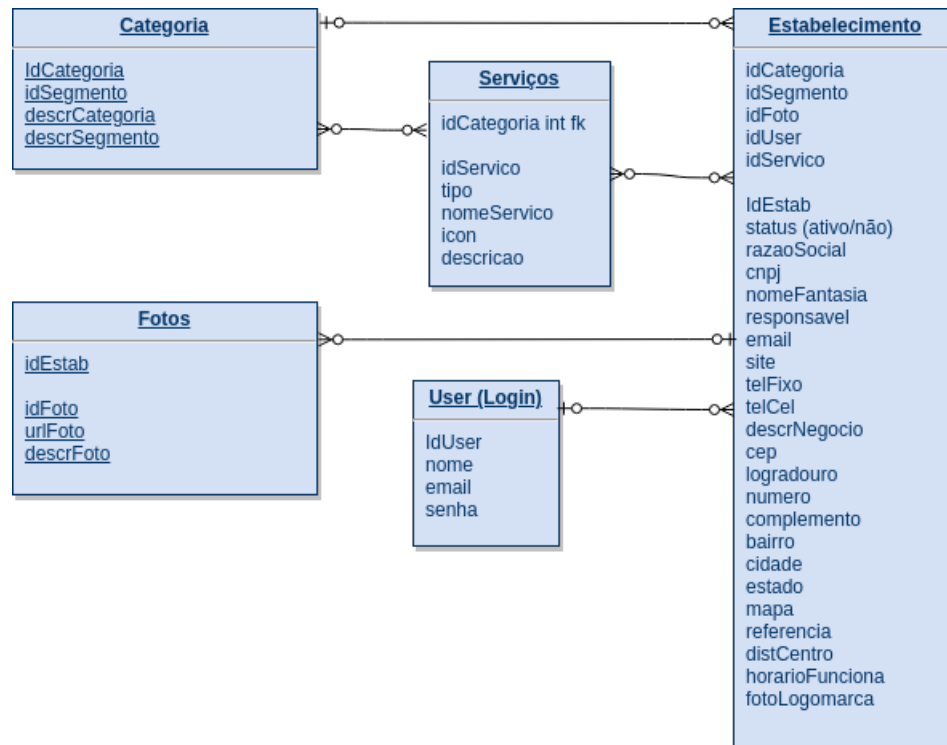 Categoria
IdCategoria
idSegmento
descrCategoria
descrSegmento
Serviços
idCategoria int fk
idServico
tipo
nomeServico
icon
descricao
Fotos
idEstab
idFoto
urlFoto
descrFoto
User (Login)
IdUser
nome
email
senha
Estabelecimento
idCategoria
idSegmento
idFoto
idUser
idServico
IdEstab
status (ativo/não)
razaoSocial
cnpj
nomeFantasia
responsavel
email
site
telFixo
telCel
descrNegocio
cep
logradouro
numero
complemento
bairro
cidade
estado
mapa
referencia
distCentro
horarioFunciona
fotoLogomarca